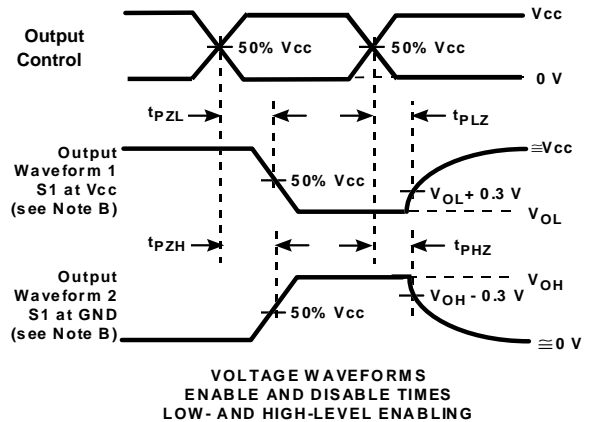 Vcc
Output
Control
50% Vcc
50% Vcc
0 V
tPZL
tPLZ
Output
Waveform 1
S1 at Vcc
(see Note B)
≅Vcc
50% Vcc
VOL+ 0.3 V
VOL
tPZH
tPHZ
Output
Waveform 2
S1 at GND
(see Note B)
VOH
VOH - 0.3 V
50% Vcc
≅0 V
VOLTAGE WAVEFORMS
ENABLE AND DISABLE TIMES
LOW- AND HIGH-LEVEL ENABLING